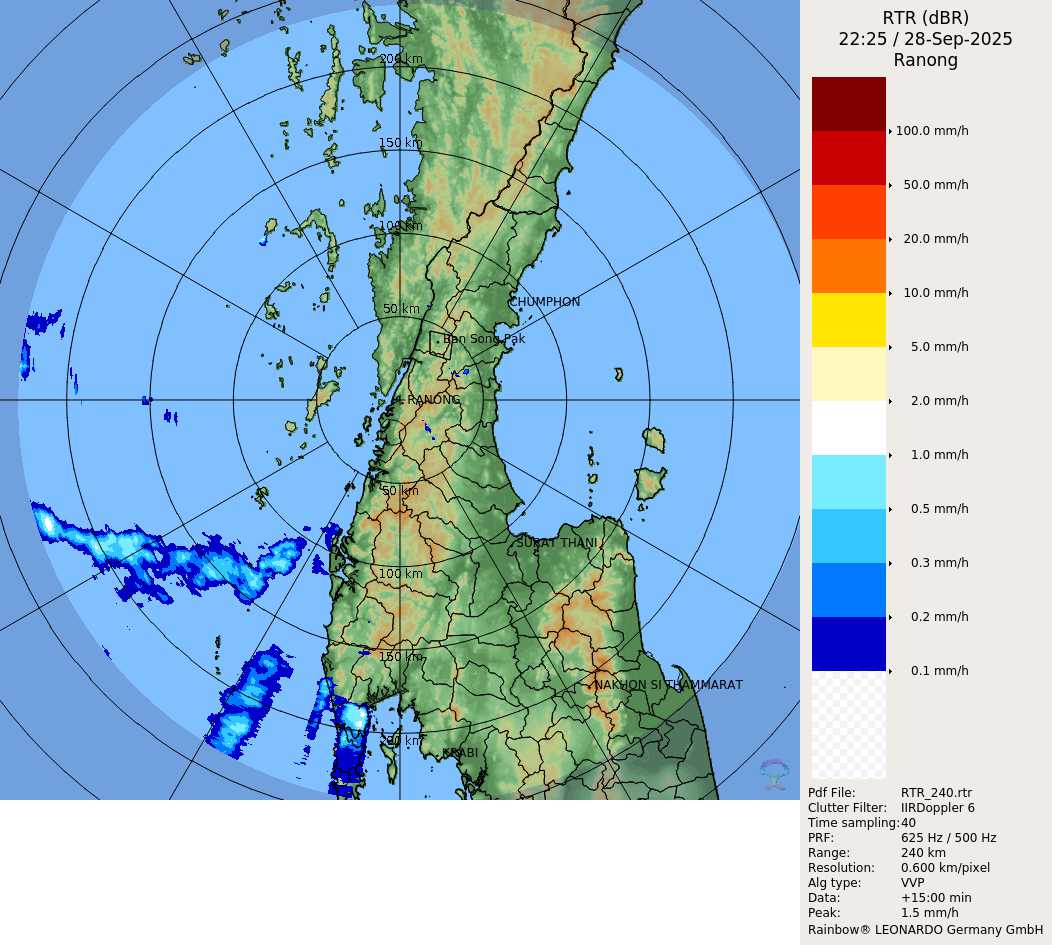 RTR (dBR)
22:25 / 28-Sep-2025
Ranong
200 km
150 km
100 km
50 km
CHUMPHON
Ban Song Pak
RANONG
50 km
SURAT THANI
100 km
150 km
NAKHON SI THAMMARAT
200 km
KRABI
100.0 mm/h
50.0 mm/h
20.0 mm/h
10.0 mm/h
5.0 mm/h
2.0 mm/h
1.0 mm/h
0.5 mm/h
0.3 mm/h
0.2 mm/h
0.1 mm/h
Pdf File: RTR_240.rtr
Clutter Filter: IIRDoppler 6
Time sampling:40
PRF: 625 Hz / 500 Hz
Range: 240 km
Resolution: 0.600 km/pixel
Alg type: VVP
Data: +15:00 min
Peak: 1.5 mm/h
Rainbow® LEONARDO Germany GmbH